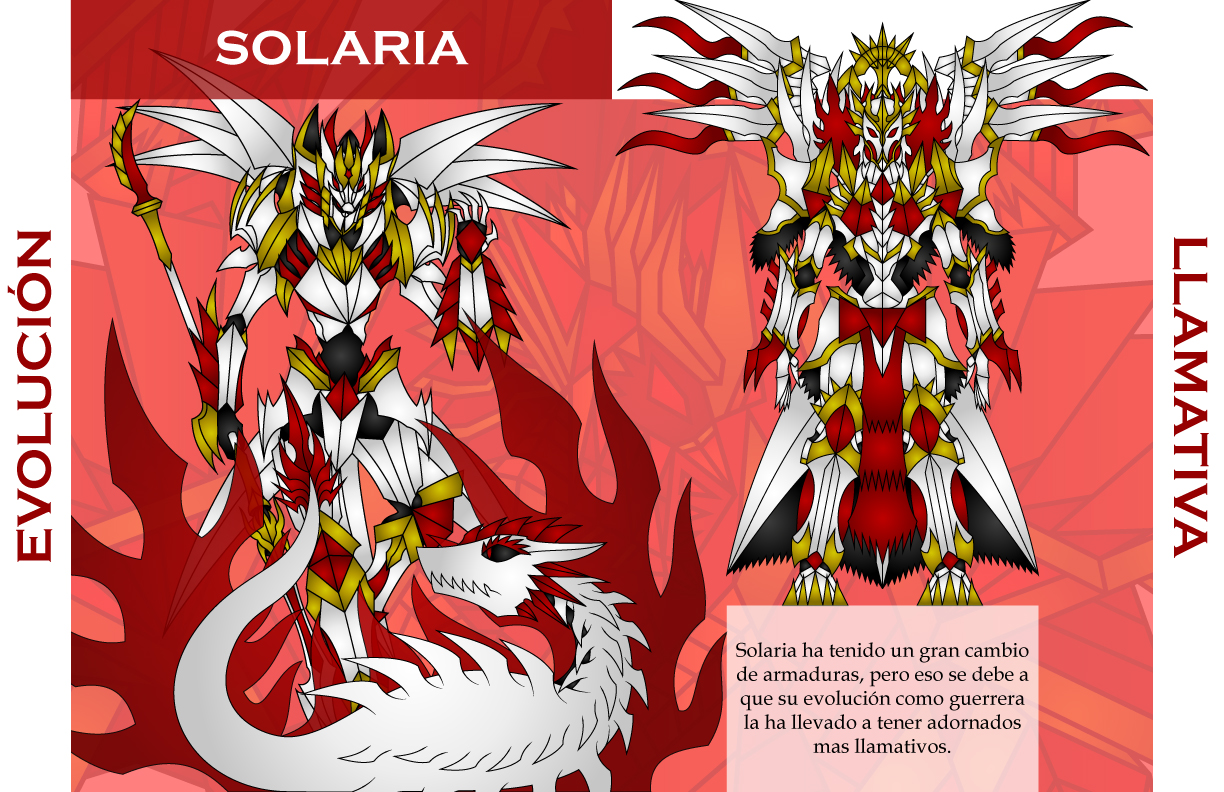 SOLARIA
EVOLUCIÓN
LLAMATIVA
Solaria ha tenido un gran cambio
de armaduras, pero eso se debe a
que su evolución como guerrera
la ha llevado a tener adornados
mas llamativos.